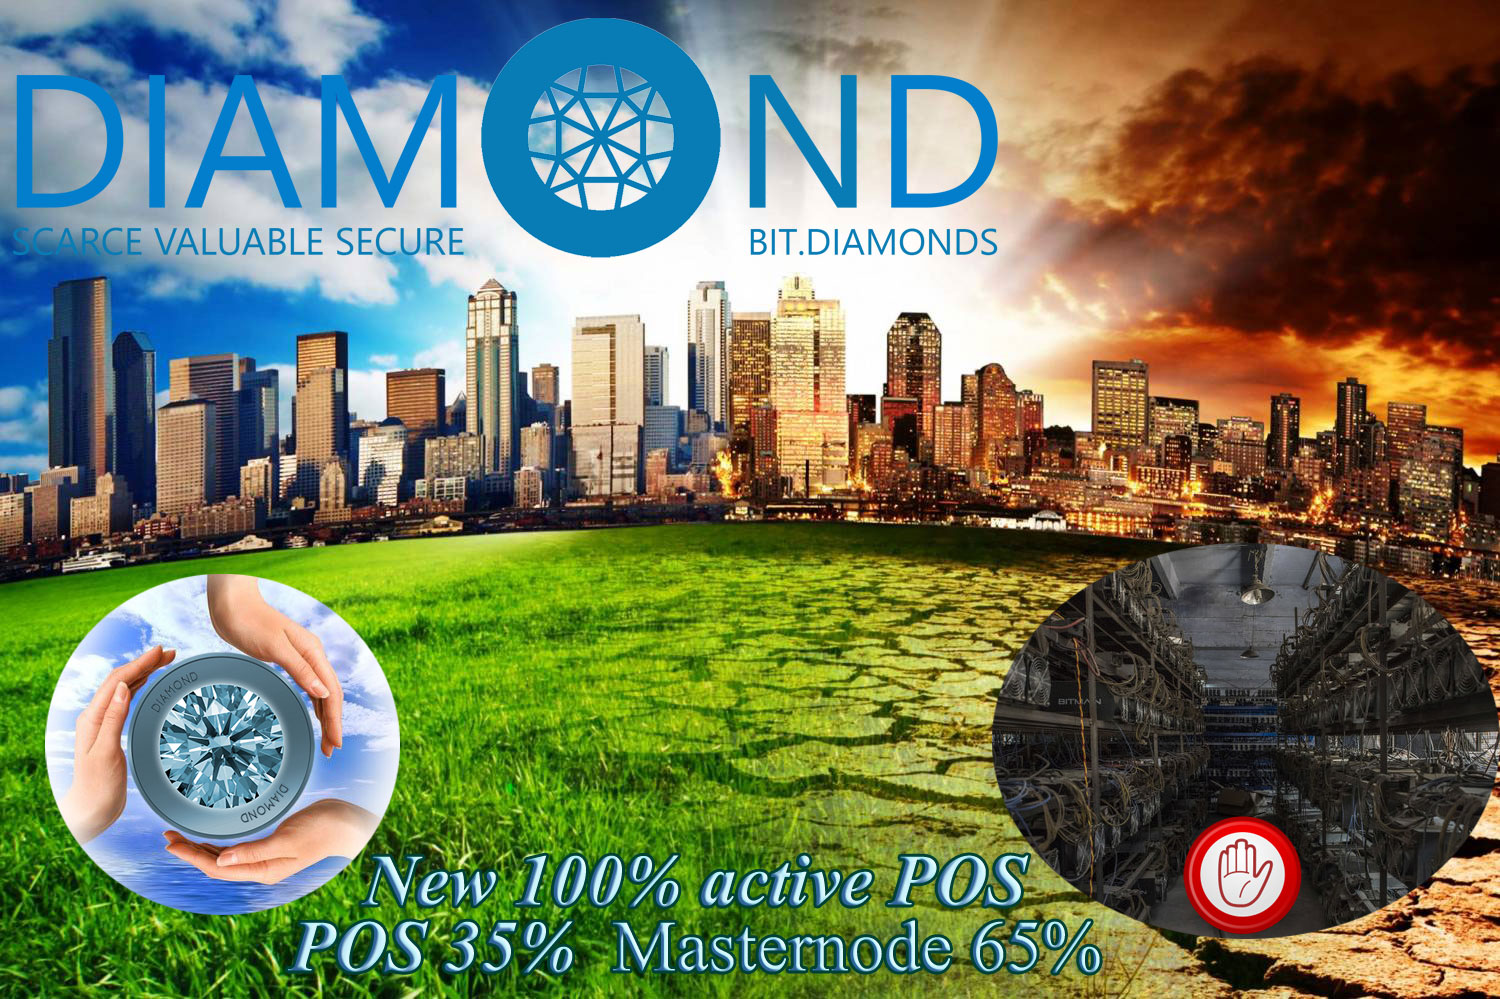 DIAMOND
SCARCE VALUABLE SECURE
BIT.DIAMONDS
DIAMOND
DIAMOND
BITMAIN
New 100% active POS
POS 35% Masternode 65%